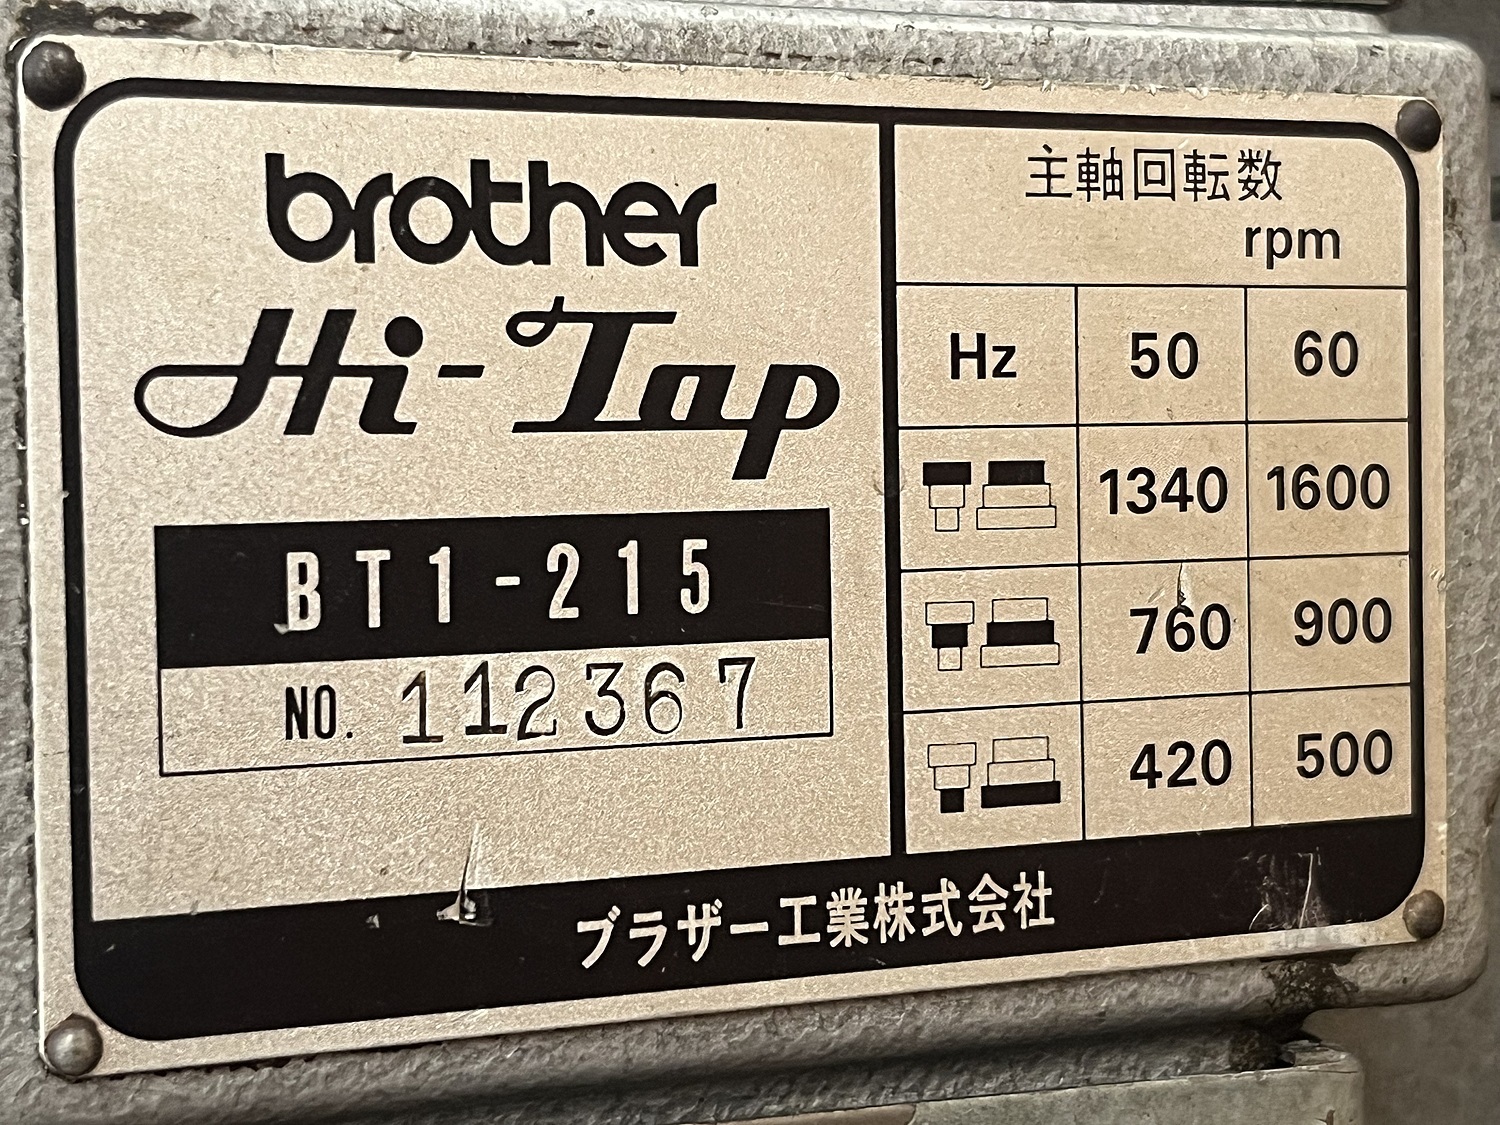 brother
Hi-Tap
BT1-215
NO. 112367
主軸回転数
rpm
Hz 50 60
1340 1600
760 900
420 500
ブラザー工業株式会社